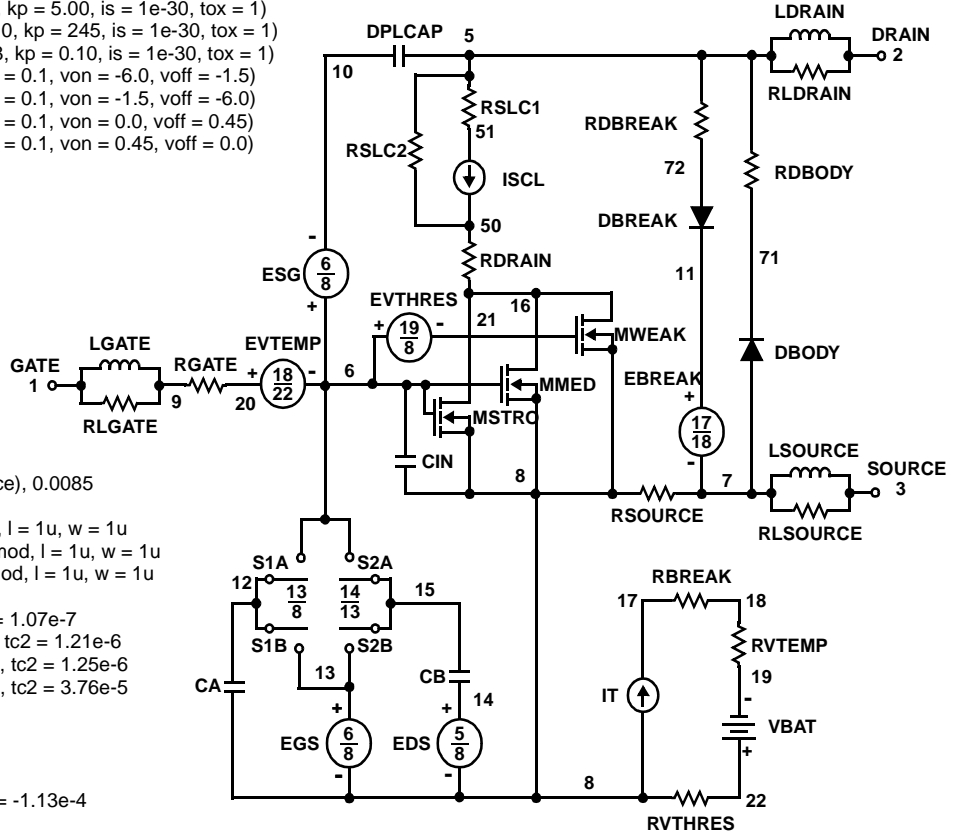 , kp = 5.00, is = 1e-30, tox = 1)
0, kp = 245, is = 1e-30, tox = 1)
, kp = 0.10, is = 1e-30, tox = 1)
= 0.1, von = -6.0, voff = -1.5)
= 0.1, von = -1.5, voff = -6.0)
= 0.1, von = 0.0, voff = 0.45)
= 0.1, von = 0.45, voff = 0.0)
LDRAIN
DPLCAP 5 DRAIN
10 2
RLDRAIN
RSLC1
51
RSLC2
ISCL
50
RDRAIN
RDBREAK
72
RDBODY
DBREAK
71
11
ESG 6 8
- +
EVTHRES
+ 19 8 -
16
21
MWEAK
LGATE
GATE
1
RLGATE
9
RGATE
20
EVTEMP
+ 18 22 -
6
MMED
MSTRO
DBODY
EBREAK
+ 17 18 -
CIN
8
RSOURCE
7
LSOURCE
SOURCE
3
RLSOURCE
ce), 0.0085
, l = 1u, w = 1u
mod, l = 1u, w = 1u
od, l = 1u, w = 1u
= 1.07e-7
, tc2 = 1.21e-6
, tc2 = 1.25e-6
, tc2 = 3.76e-5
= -1.13e-4
S1A S2A
12 13 8 14 13 15
S1B S2B
13
CA
CB
14
EGS + 6 8 -
EDS + 5 8 -
RBREAK
17 18
RVTEMP
19
IT
-
VBAT
+
8
22
RVTHRES